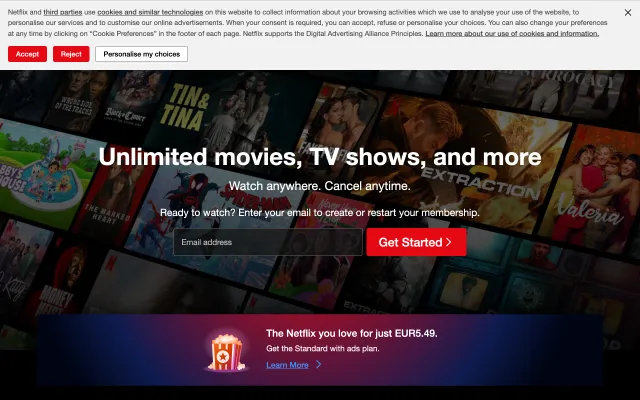 Netflix and third parties use cookies and similar technologies on this website to collect information about your browsing activities which we use to analyse your use of the website, to
personalise our services and to customise our online advertisements. When your consent is required, you can accept, refuse or personalise your choices. You can also change your preferences
at any time by clicking on “Cookie Preferences” in the footer of each page. Netflix supports the Digital Advertising Alliance Principles. Learn more about our use of cookies and information.
Accept
Reject
Personalise my choices
TIN &
TINA
Unlimited movies, TV shows, and more
EXTRACTION
Valeria
Watch anywhere. Cancel anytime.
Ready to watch? Enter your email to create or restart your membership.
Email address
Get Started
The Netflix you love for just EUR5.49.
Get the Standard with ads plan.
Learn More